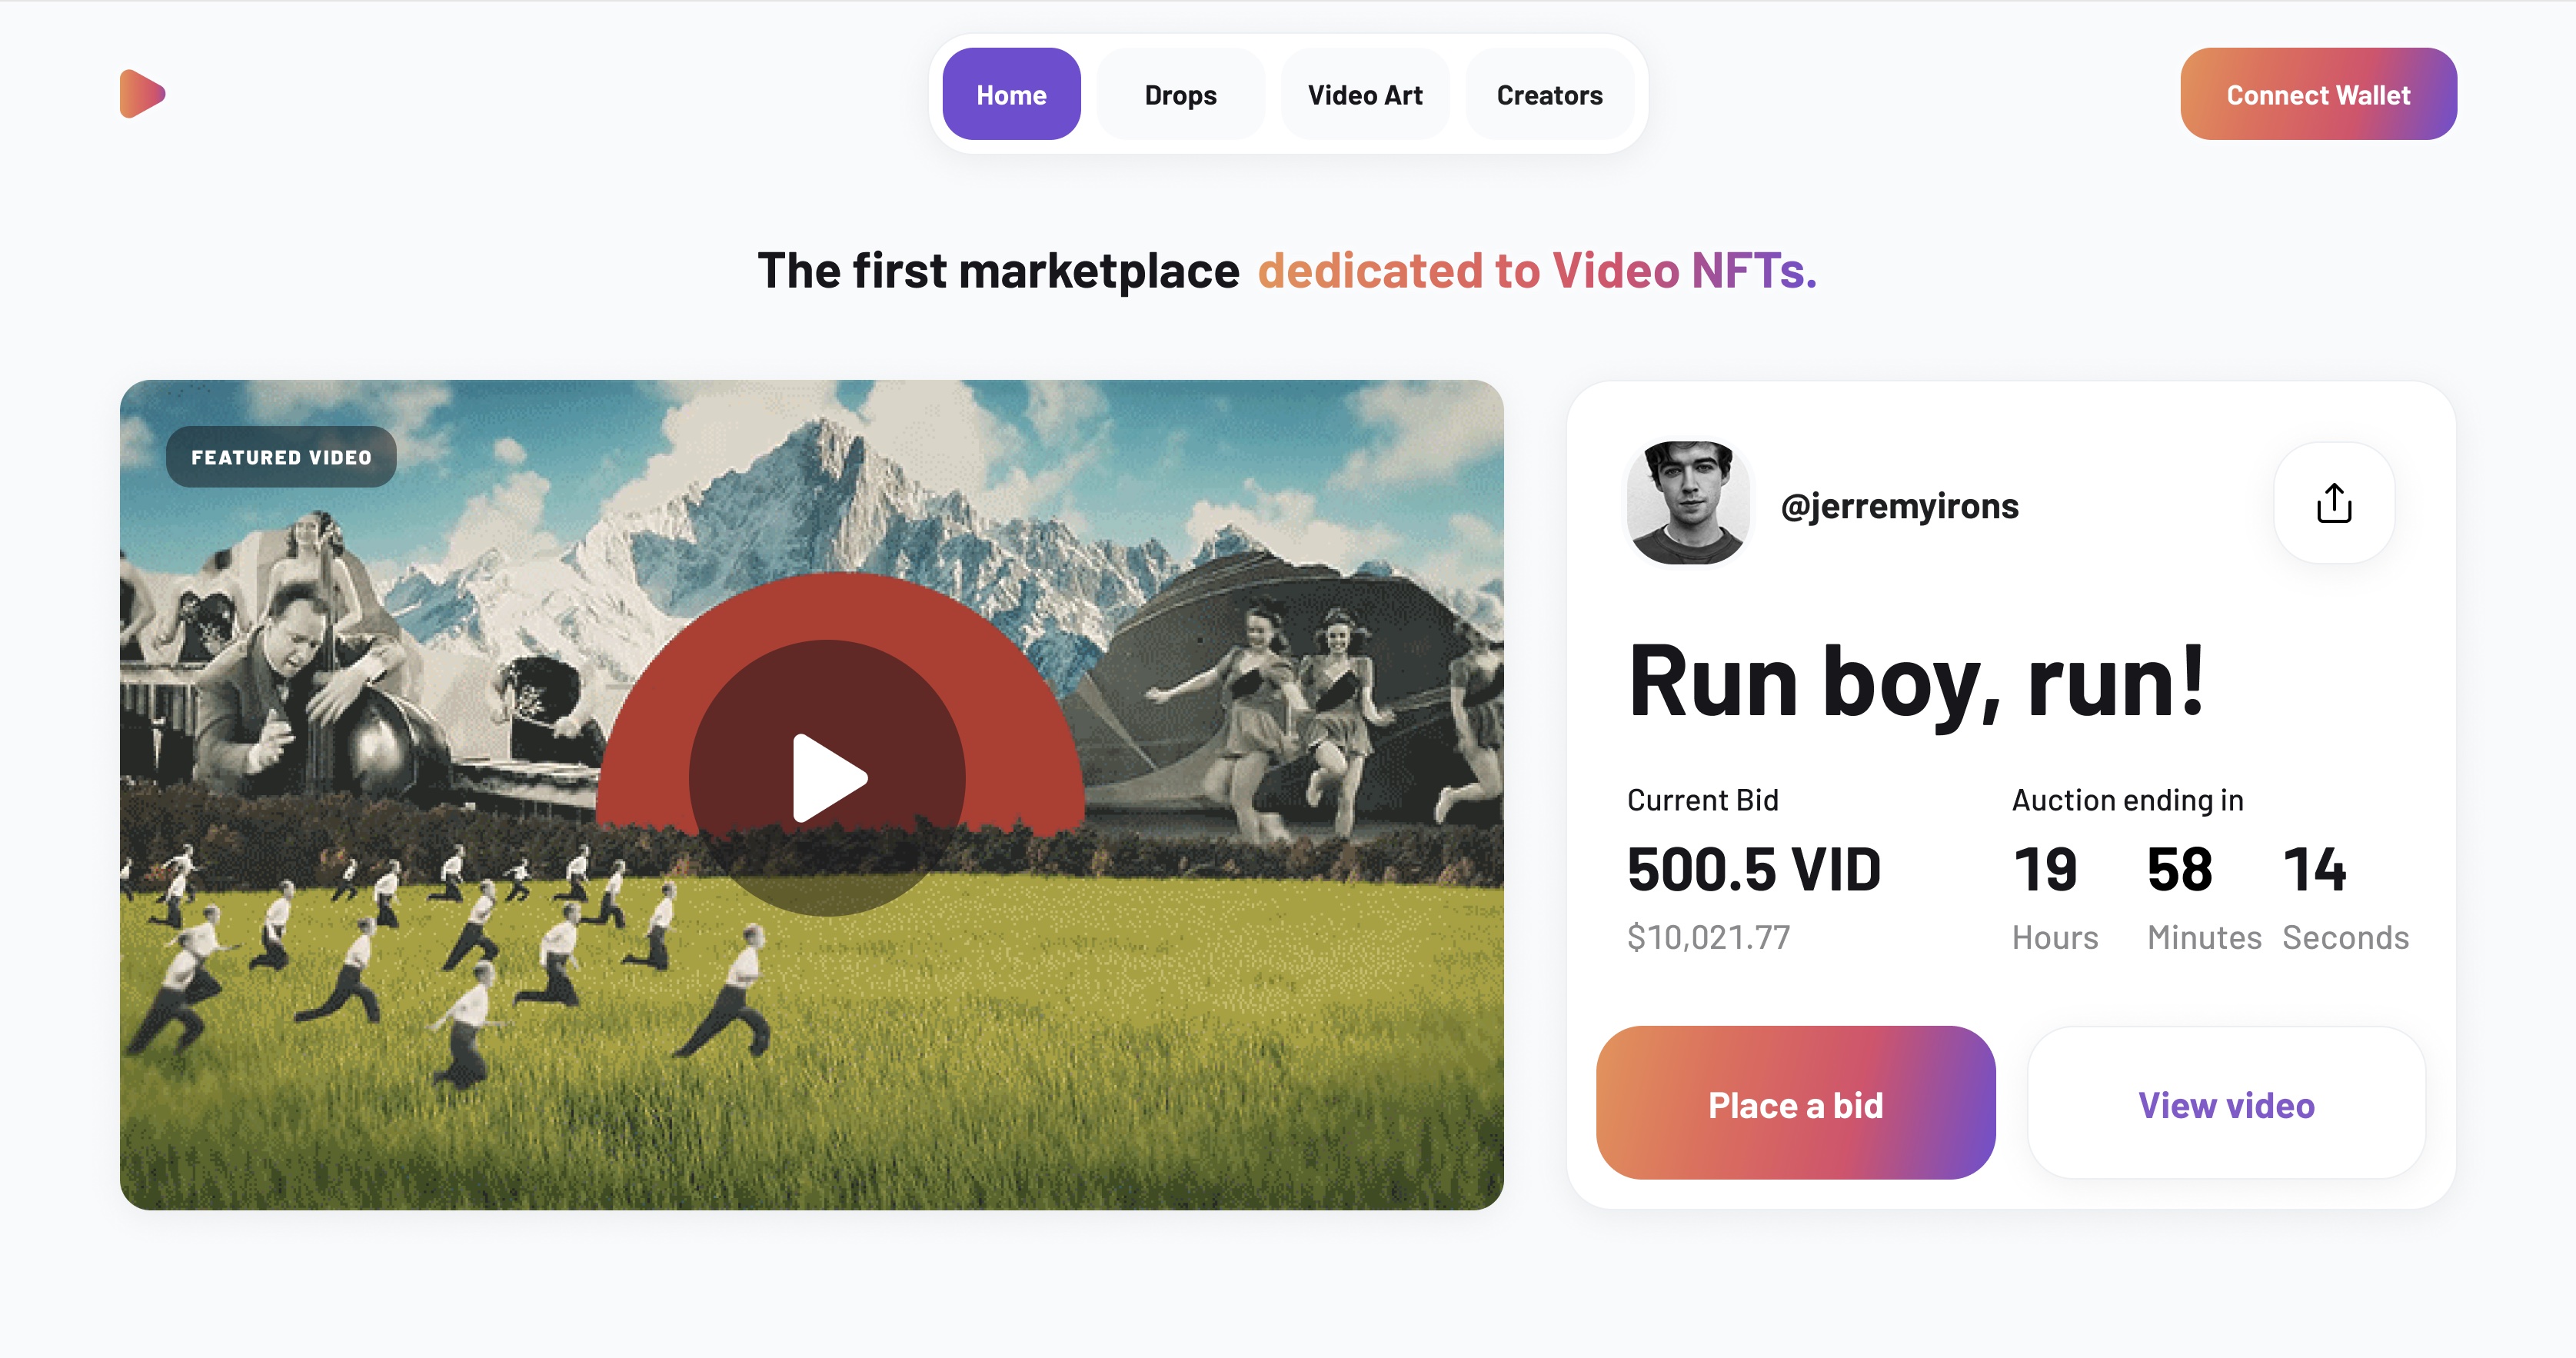 Home Drops Video Art Creators Connect Wallet
The first marketplace dedicated to Video NFTs.
FEATURED VIDEO
@jerremyirons
Run boy, run!
Current Bid
500.5 VID
$10,021.77
Auction ending in
19 58 14
Hours Minutes Seconds
Place a bid
View video